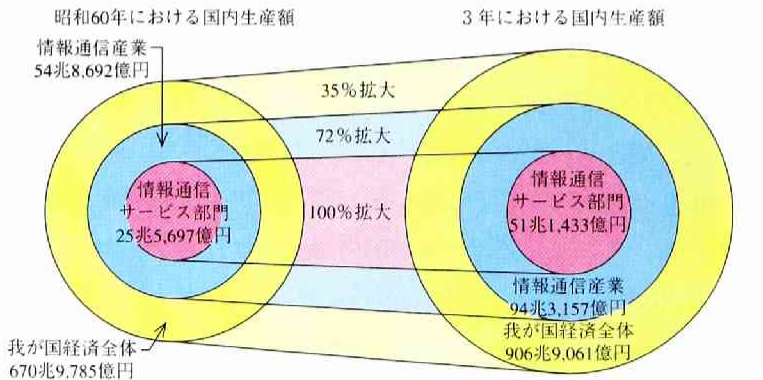 昭和60年における国内生産額
3年における国内生産額
情報通信産業
54兆8,692億円
35%拡大
72%拡大
100%拡大
情報通信
サービス部門
25兆5,697億円
情報通信
サービス部門
51兆1,433億円
情報通信産業
94兆3,157億円
我が国経済全体
906兆9,061億円
我が国経済全体
670兆9.785億円